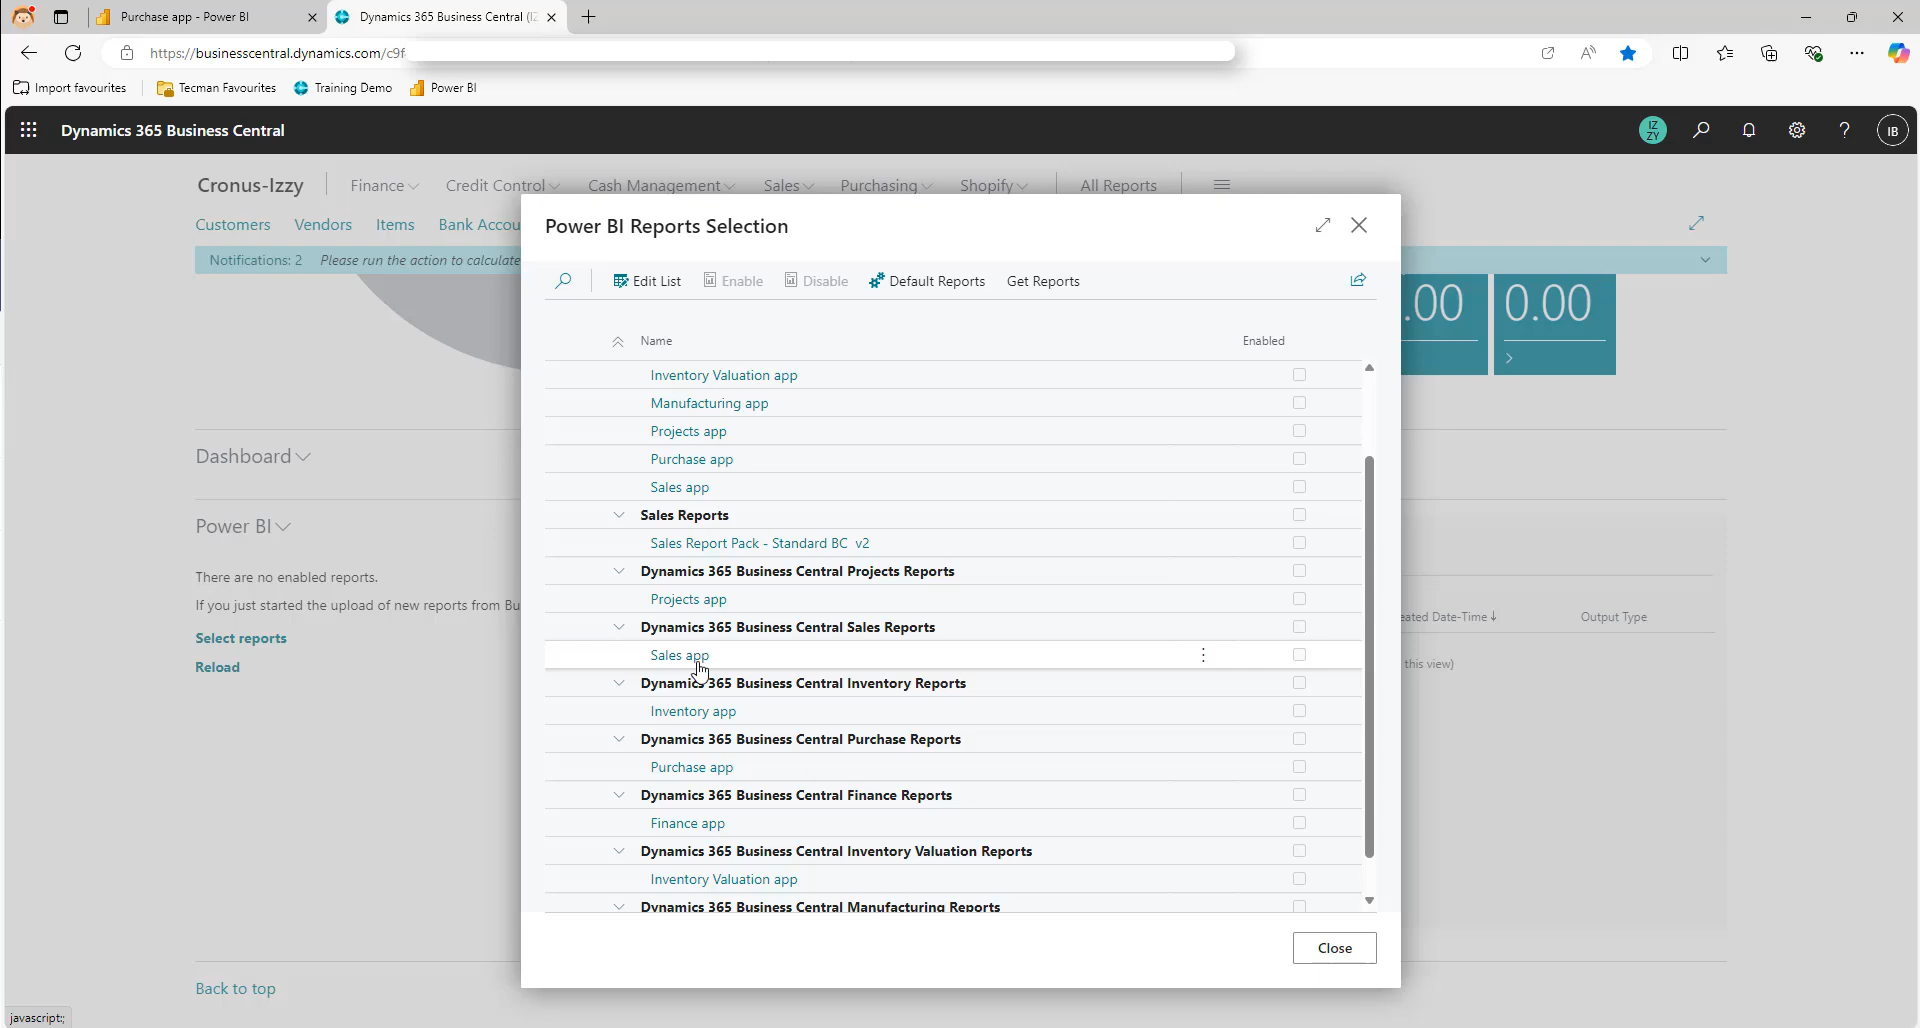 Purchase app - Power BI
Dynamics 365 Business Central
https://businesscentral.dynamics.com/c9f
Import favourites
Tecman Favourites
Training Demo
Power BI
Dynamics 365 Business Central
IZ
ZY
IB
Cronus-Izzy
Finance
Credit Control
Cash Management
Sales
Purchasing
Shopify
All Reports
Customers
Vendors
Items
Bank Accou
Notifications: 2 Please run the action to calculate
.00
0.00
Dashboard
Power BI
There are no enabled reports.
If you just started the upload of new reports from Bu
Select reports
Reload
eated Date-Time↓
Output Type
this view)
Back to top
javascript:;
Power BI Reports Selection
Edit List
Enable
Disable
Default Reports
Get Reports
Name
Enabled
Inventory Valuation app
Manufacturing app
Projects app
Purchase app
Sales app
Sales Reports
Sales Report Pack - Standard BC v2
Dynamics 365 Business Central Projects Reports
Projects app
Dynamics 365 Business Central Sales Reports
Sales app
Dynamics 365 Business Central Inventory Reports
Inventory app
Dynamics 365 Business Central Purchase Reports
Purchase app
Dynamics 365 Business Central Finance Reports
Finance app
Dynamics 365 Business Central Inventory Valuation Reports
Inventory Valuation app
Dynamics 365 Business Central Manufacturing Reports
Close